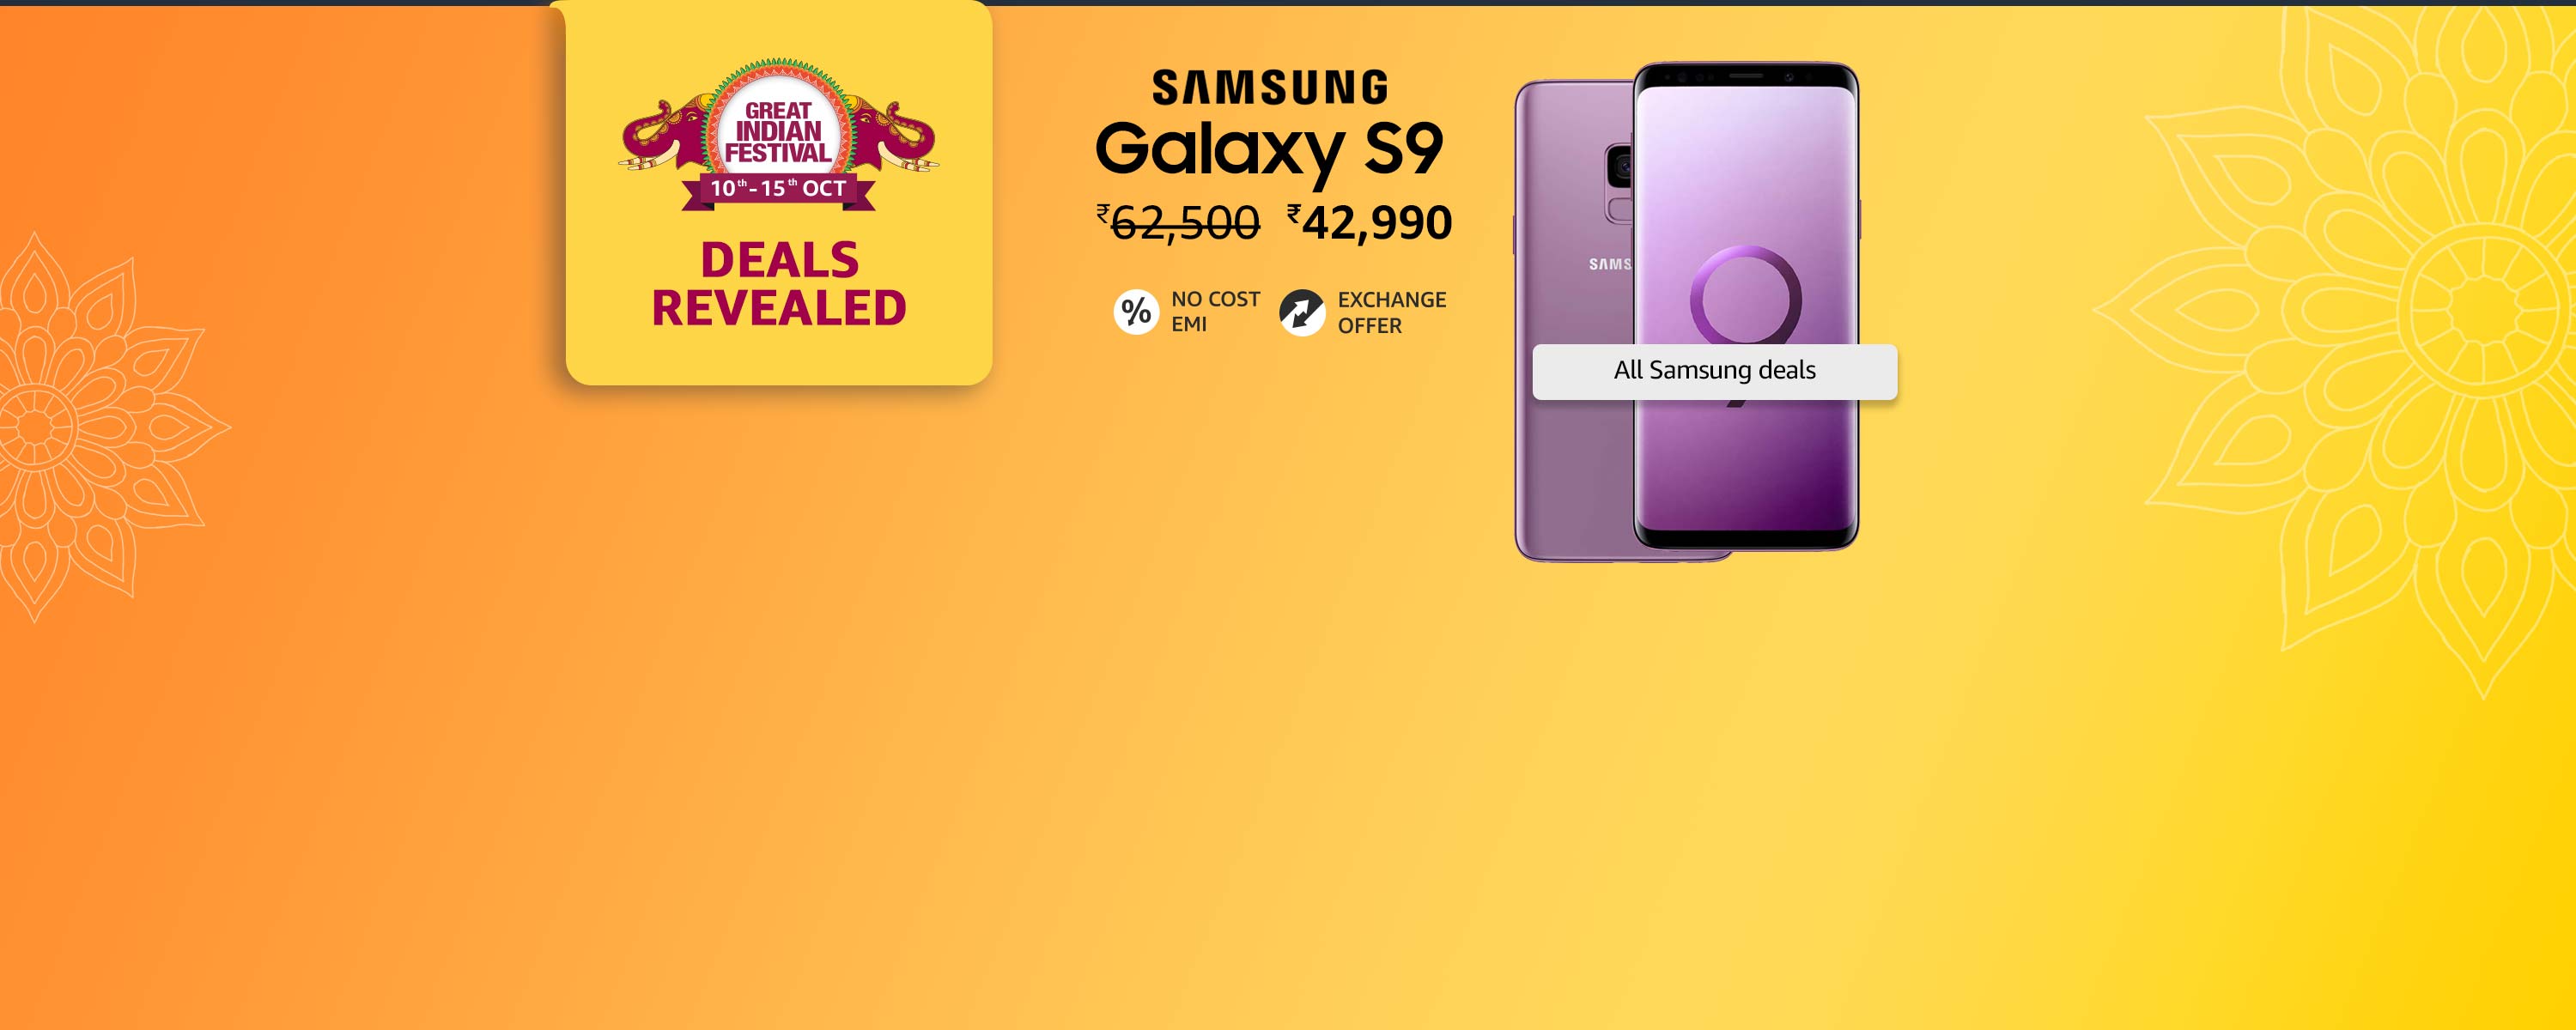 GREAT
INDIAN
FESTIVAL
10th - 15th OCT
DEALS
REVEALED
SAMSUNG
Galaxy S9
₹62,500 ₹42,990
% NO COST
EMI
EXCHANGE
OFFER
SAMS
All Samsung deals